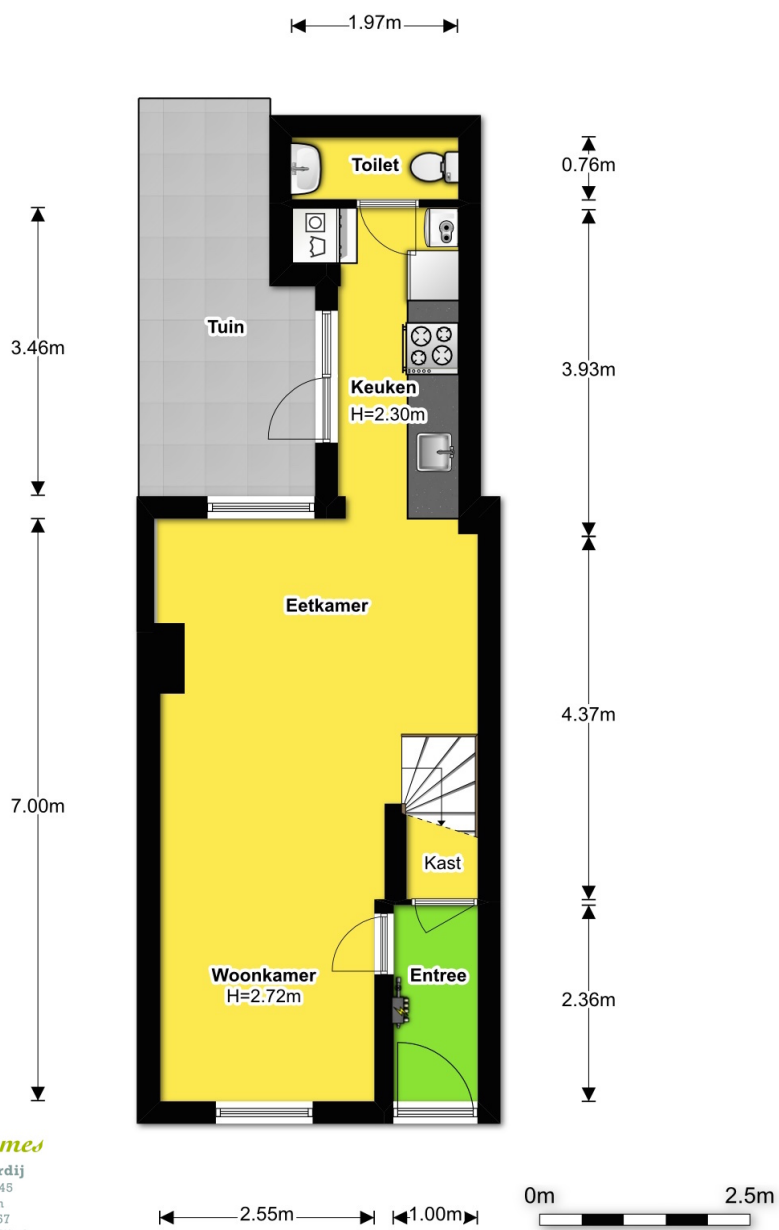 1.97m
Toilet
0.76m
Tuin
3.46m
3.93m
Keuken
H=2.30m
Eetkamer
4.37m
7.00m
Kast
Woonkamer
H=2.72m
Entree
2.36m
2.55m
1.00m
0m 2.5m